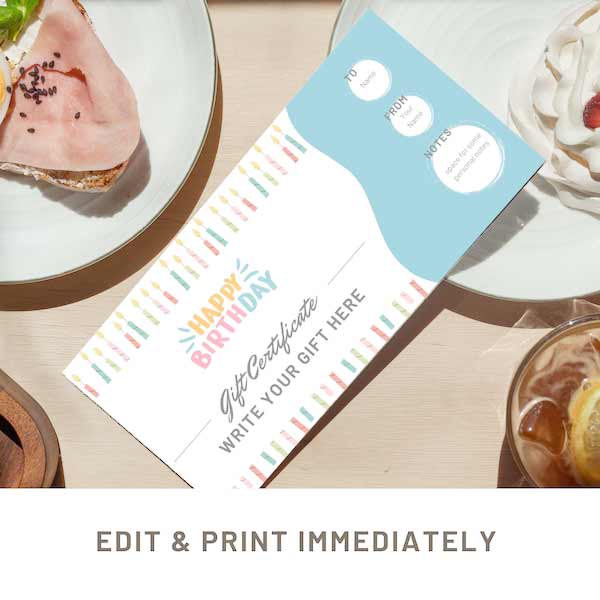 TO
Name
FROM
Your
Name
NOTES
space for some
personal notes
HAPPY
BIRTHDAY
Gift Certificate
WRITE YOUR GIFT HERE
EDIT & PRINT IMMEDIATELY